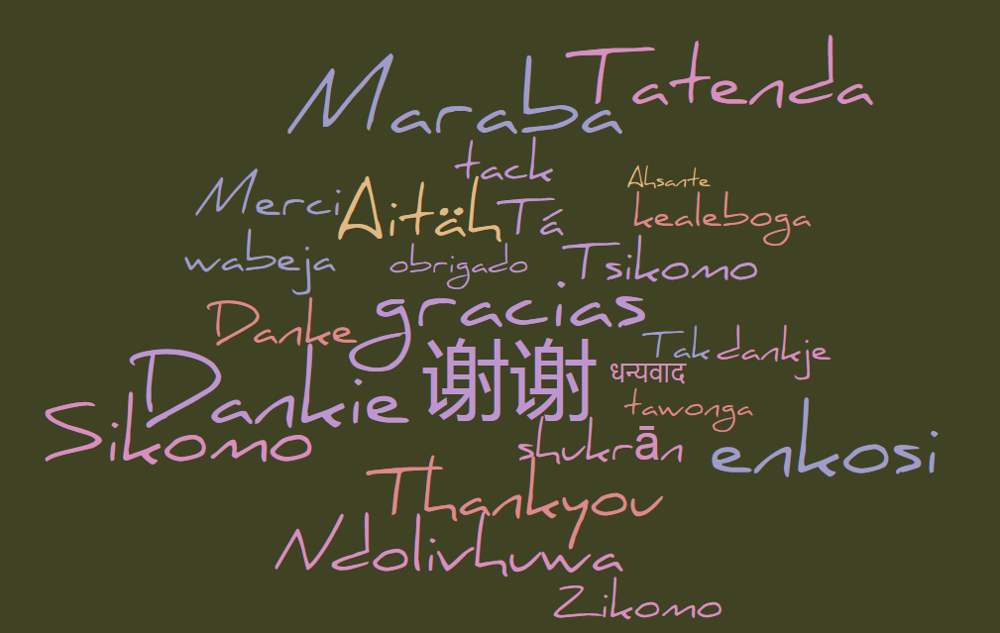 Tatenda
Maraba
tack
Ahsante
Merci
Aitäh
Tá
kealeboga
wabeja
obrigado
Tsikomo
gracias
Danke
Tak
dankje
谢谢
धन्यवाद
Dankie
tawonga
Sikomo
shukrān
enkosi
Thankyou
Ndolivhuwa
Zikomo